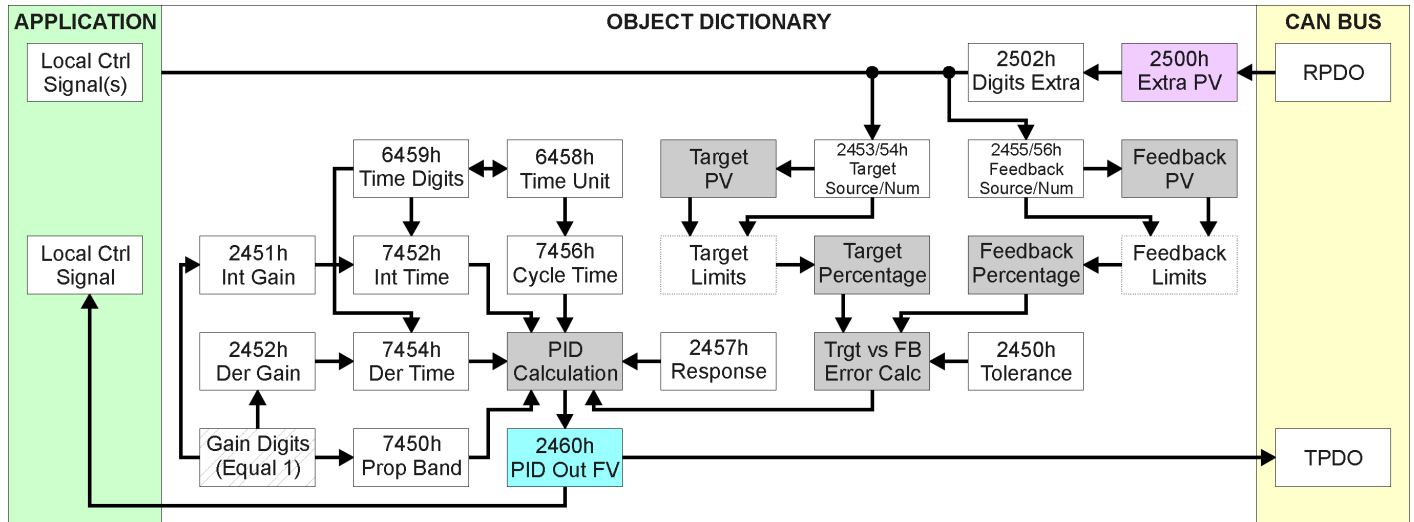 APPLICATION
OBJECT DICTIONARY
CAN BUS
Local Ctrl
Signal(s)
2502h
Digits Extra
2500h
Extra PV
RPDO
6459h
Time Digits
6458h
Time Unit
Target
PV
2453/54h
Target
Source/Num
2455/56h
Feedback
Source/Num
Feedback
PV
Local Ctrl
Signal
2451h
Int Gain
7452h
Int Time
7456h
Cycle Time
Target
Limits
Target
Percentage
Feedback
Percentage
Feedback
Limits
2452h
Der Gain
7454h
Der Time
PID
Calculation
2457h
Response
Trgt vs FB
Error Calc
2450h
Tolerance
Gain Digits
(Equal 1)
7450h
Prop Band
2460h
PID Out FV
TPDO